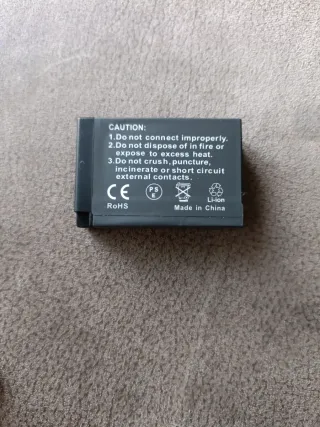 CAUTION:
1.Do not connect improperly.
2.Do not dispose of in fire or
expose to excess heat.
3.Do not crush,puncture,
incinerate or short circuit
external contacts.
CE PS E
RoHS Made in China Li-ion